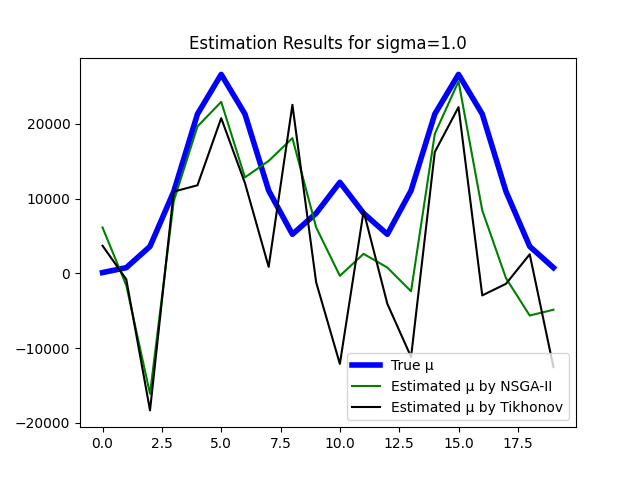 Estimation Results for sigma=1.0
20000
10000
0
−10000
−20000
True μ
Estimated μ by NSGA-II
Estimated μ by Tikhonov
0.0 2.5 5.0 7.5 10.0 12.5 15.0 17.5